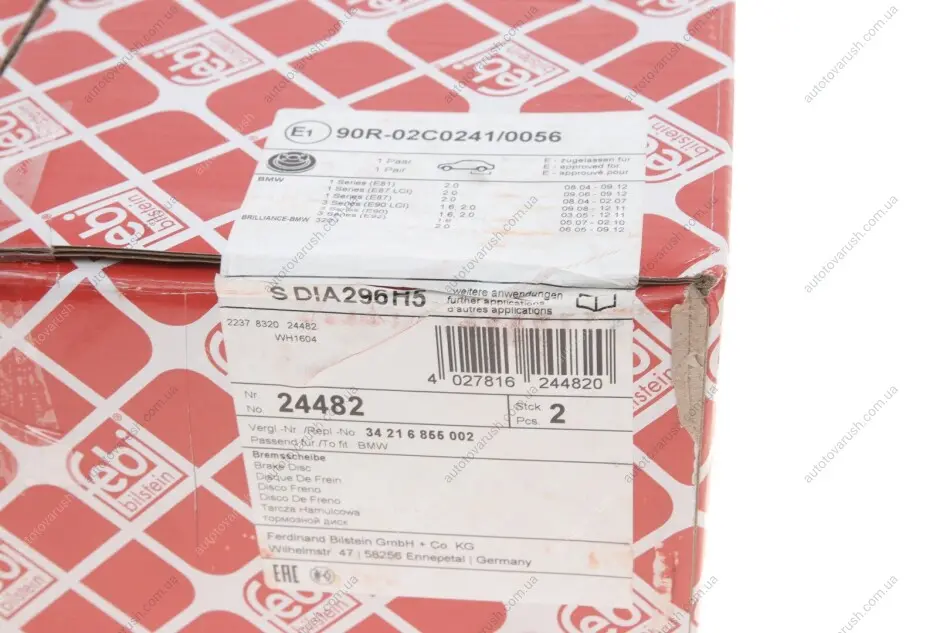 febi
bilstein
E1 90R-02C0241/0056
1 Paar
1 Pair
E - zugelassen für
E - approved for
E - approuvé pour
BMW
1 Series (E81) 2.0 08.04 - 09.12
1 Series (E87 LCI) 2.0 09.06 - 09.12
1 Series (E87) 2.0 08.04 - 02.07
3 Series (E90 LCI) 1.6, 2.0 09.08 - 12.11
3 Series (E90) 1.6, 2.0 03.05 - 12.11
BRILLIANCE-BMW
2.0
S DIA296H5
weitere anwendungen
further applications
d'autres applications
2237 8320 24482
WH1604
4 027816 244820
Nr.
No. 24482
Stck
Pcs. 2
Vergl.-Nr. /Repl.-No. 34 21 6 855 002
Passend für /To fit BMW
Bremsscheibe
Brake Disc
Disque De Frein
Disco Freno
Disco De Freno
Tarcza Hamulcowa
Тормозной диск
Ferdinand Bilstein GmbH + Co. KG
Wilhelmstr. 47 | 58256 Ennepetal | Germany
EAC
autotovarush.com.ua